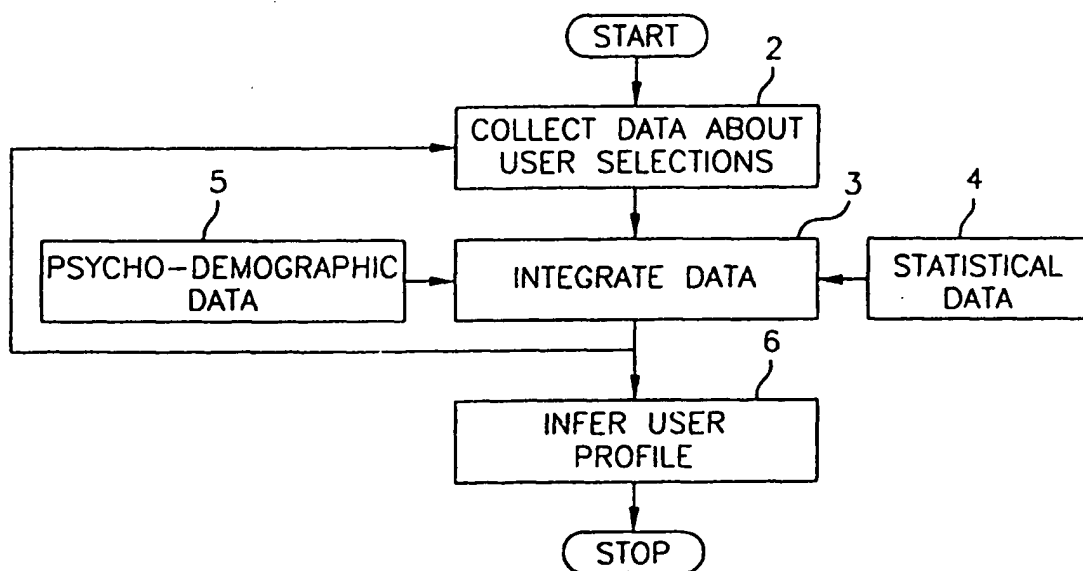 START
2
COLLECT DATA ABOUT
USER SELECTIONS
5
3
4
PSYCHO-DEMOGRAPHIC
DATA
INTEGRATE DATA
STATISTICAL
DATA
6
INFER USER
PROFILE
STOP